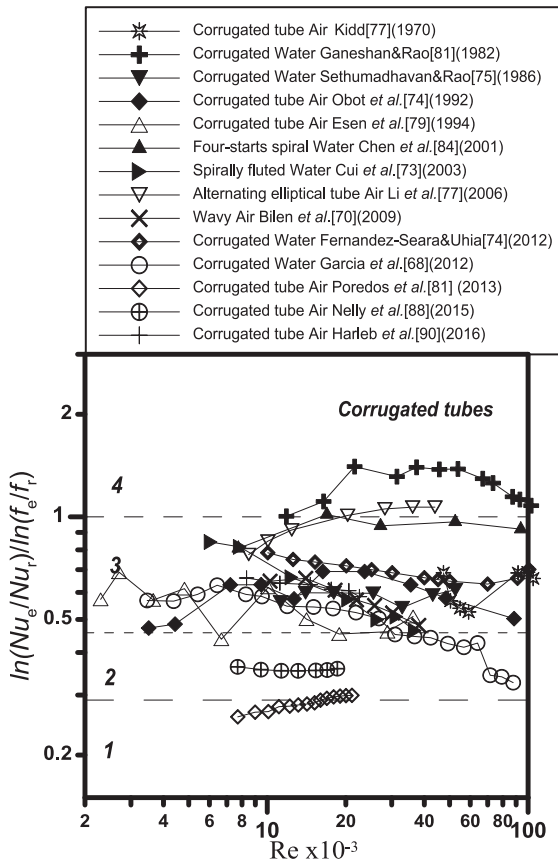 Corrugated tube Air Kidd[77](1970)
Corrugated Water Ganeshan&Rao[81](1982)
Corrugated Water Sethumadhavan&Rao[75](1986)
Corrugated tube Air Obot et al.[74](1992)
Corrugated tube Air Esen et al.[79](1994)
Four-starts spiral Water Chen et al.[84](2001)
Spirally fluted Water Cui et al.[73](2003)
Alternating elliptical tube Air Li et al.[77](2006)
Wavy Air Bilen et al.[70](2009)
Corrugated Water Fernandez-Seara&Uhia[74](2012)
Corrugated Water Garcia et al.[68](2012)
Corrugated tube Air Poredos et al.[81] (2013)
Corrugated tube Air Nelly et al.[88](2015)
Corrugated tube Air Harleb et al.[90](2016)
Corrugated tubes
ln(Nue/Nur)/ln(fe/fr)
2
1
0.5
0.2
4
3
2
1
2 4 6 8 10 20 40 60 80 100
Re x10-3